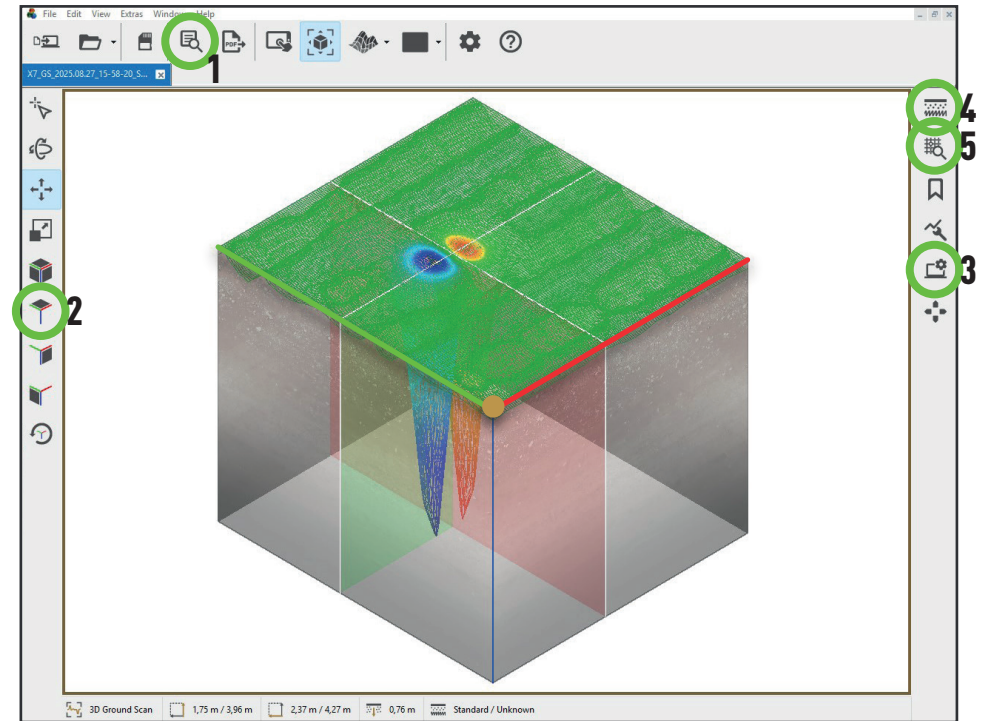 File Edit View Extras Window Help
PDF
1
X7_GS_2025.08.27_15-58-20_S...
4
5
3
2
3D Ground Scan 1,75 m / 3,96 m 2,37 m / 4,27 m 0,76 m Standard / Unknown